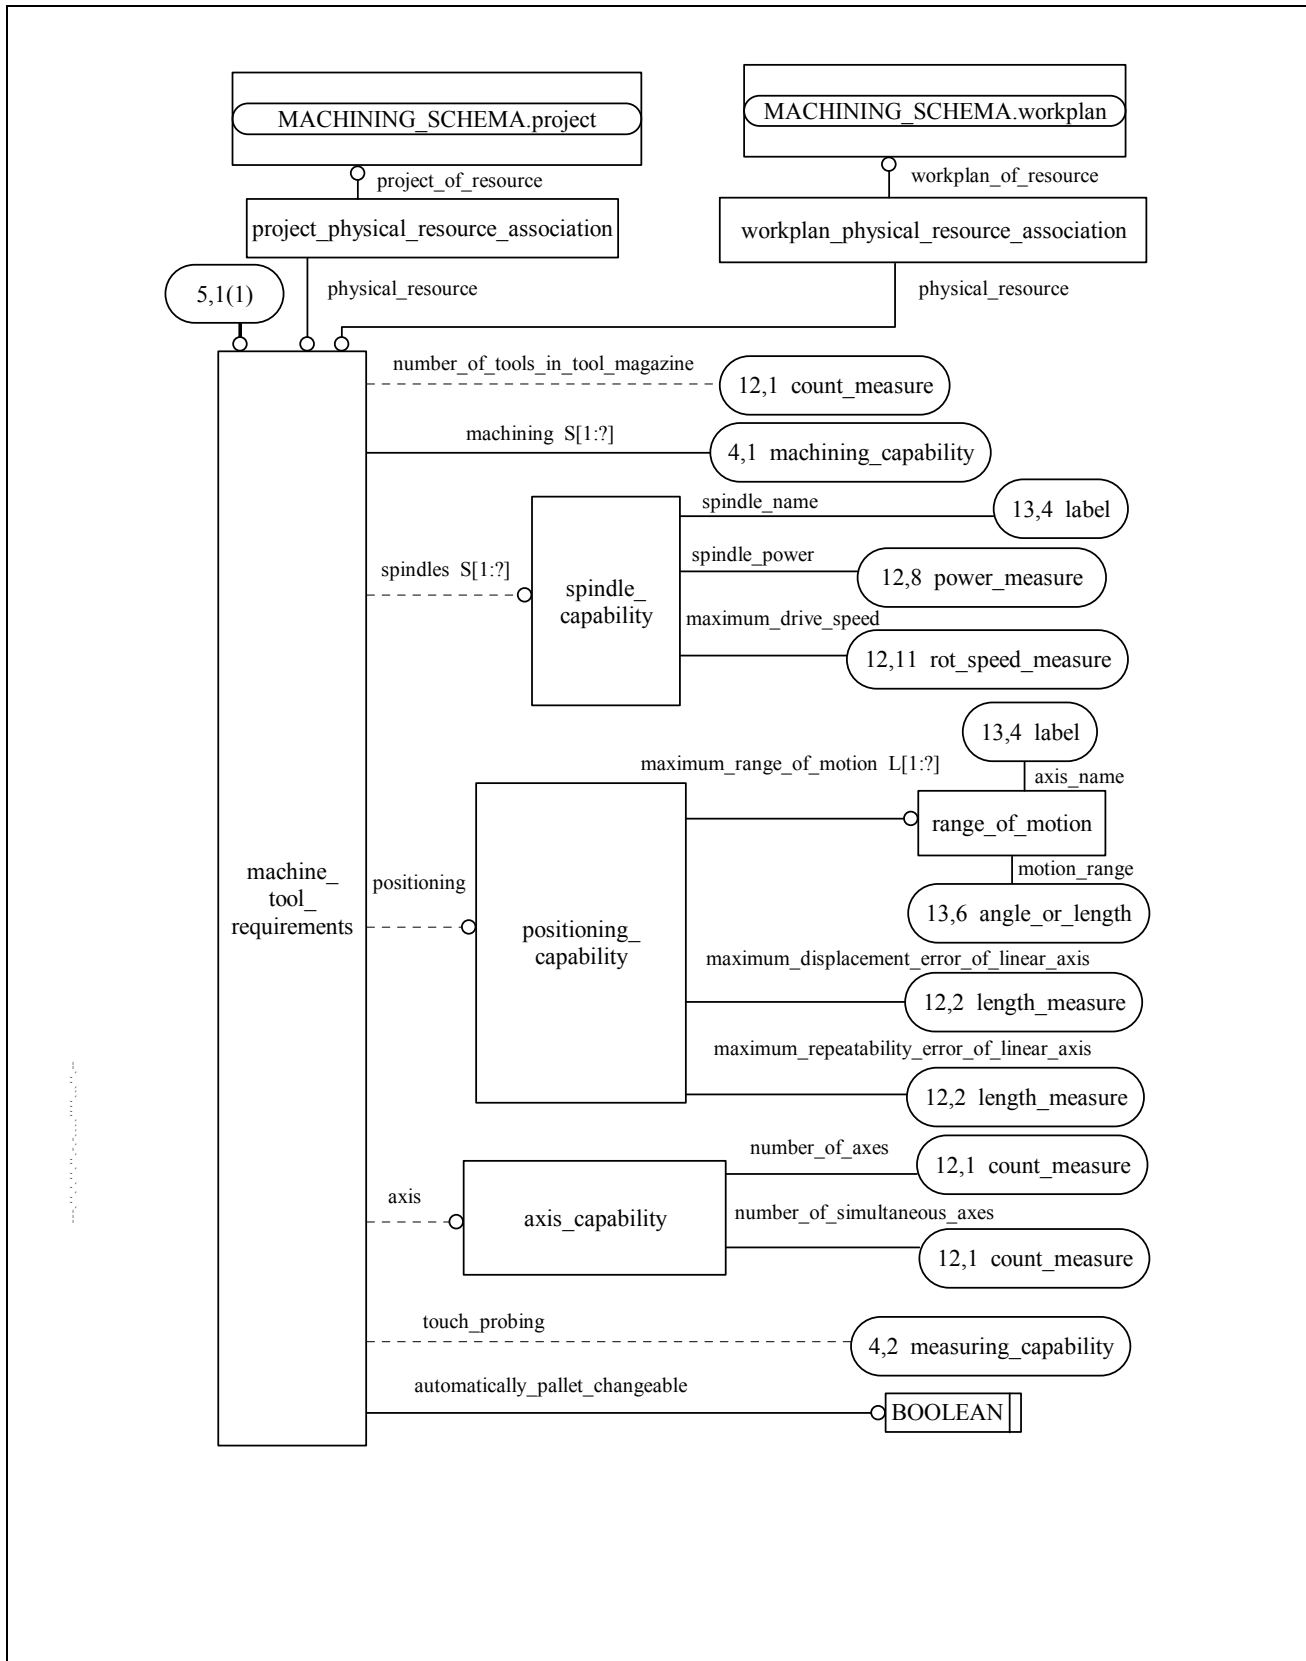 MACHINING_SCHEMA.project
MACHINING_SCHEMA.workplan
project_of_resource
workplan_of_resource
project_physical_resource_association
workplan_physical_resource_association
5,1(1)
physical_resource
physical_resource
number_of_tools_in_tool_magazine
12,1 count_measure
machining S[1:?]
4,1 machining_capability
spindle_name
13,4 label
spindles S[1:?]
spindle_
capability
spindle_power
12,8 power_measure
maximum_drive_speed
12,11 rot_speed_measure
13,4 label
maximum_range_of_motion L[1:?]
axis_name
range_of_motion
motion_range
13,6 angle_or_length
machine_
tool_
requirements
positioning
positioning_
capability
maximum_displacement_error_of_linear_axis
12,2 length_measure
maximum_repeatability_error_of_linear_axis
12,2 length_measure
number_of_axes
12,1 count_measure
axis
axis_capability
number_of_simultaneous_axes
12,1 count_measure
touch_probing
4,2 measuring_capability
automatically_pallet_changeable
BOOLEAN